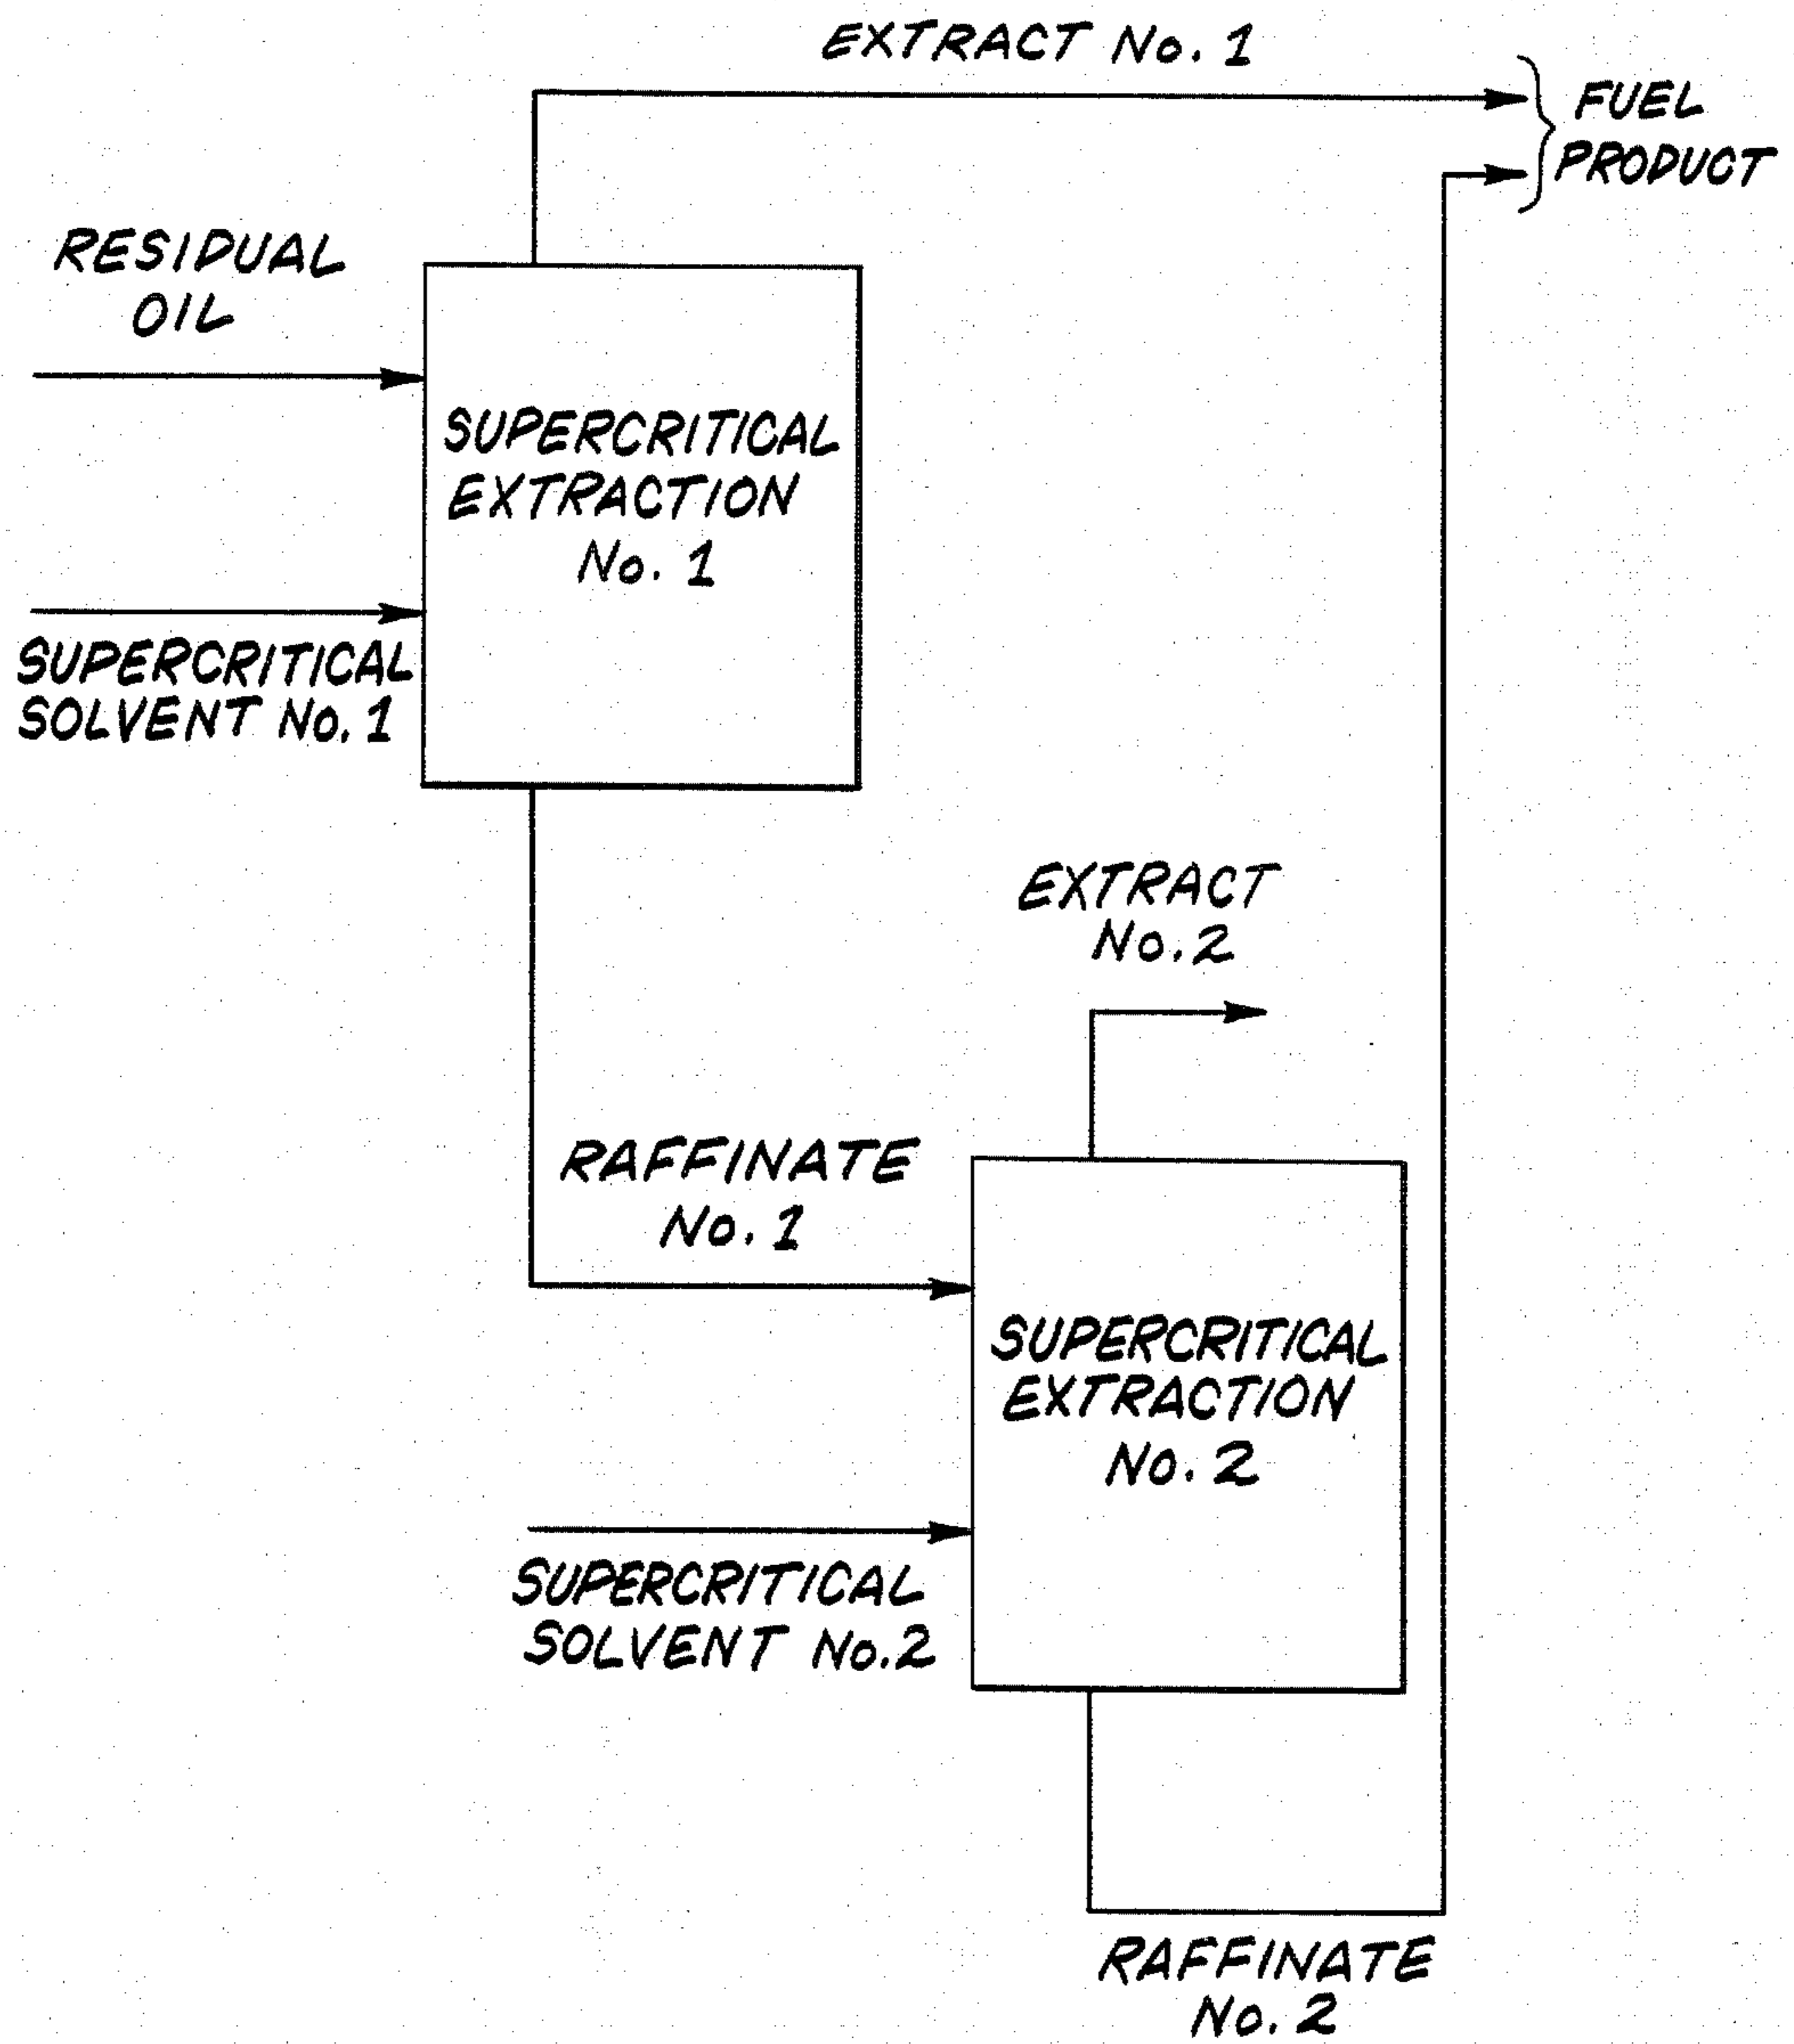 EXTRACT No. 1
FUEL
PRODUCT
RESIDUAL
OIL
SUPERCRITICAL
EXTRACTION
No. 1
SUPERCRITICAL
SOLVENT No. 1
EXTRACT
No. 2
RAFFINATE
No. 1
SUPERCRITICAL
EXTRACTION
No. 2
SUPERCRITICAL
SOLVENT No. 2
RAFFINATE
No. 2